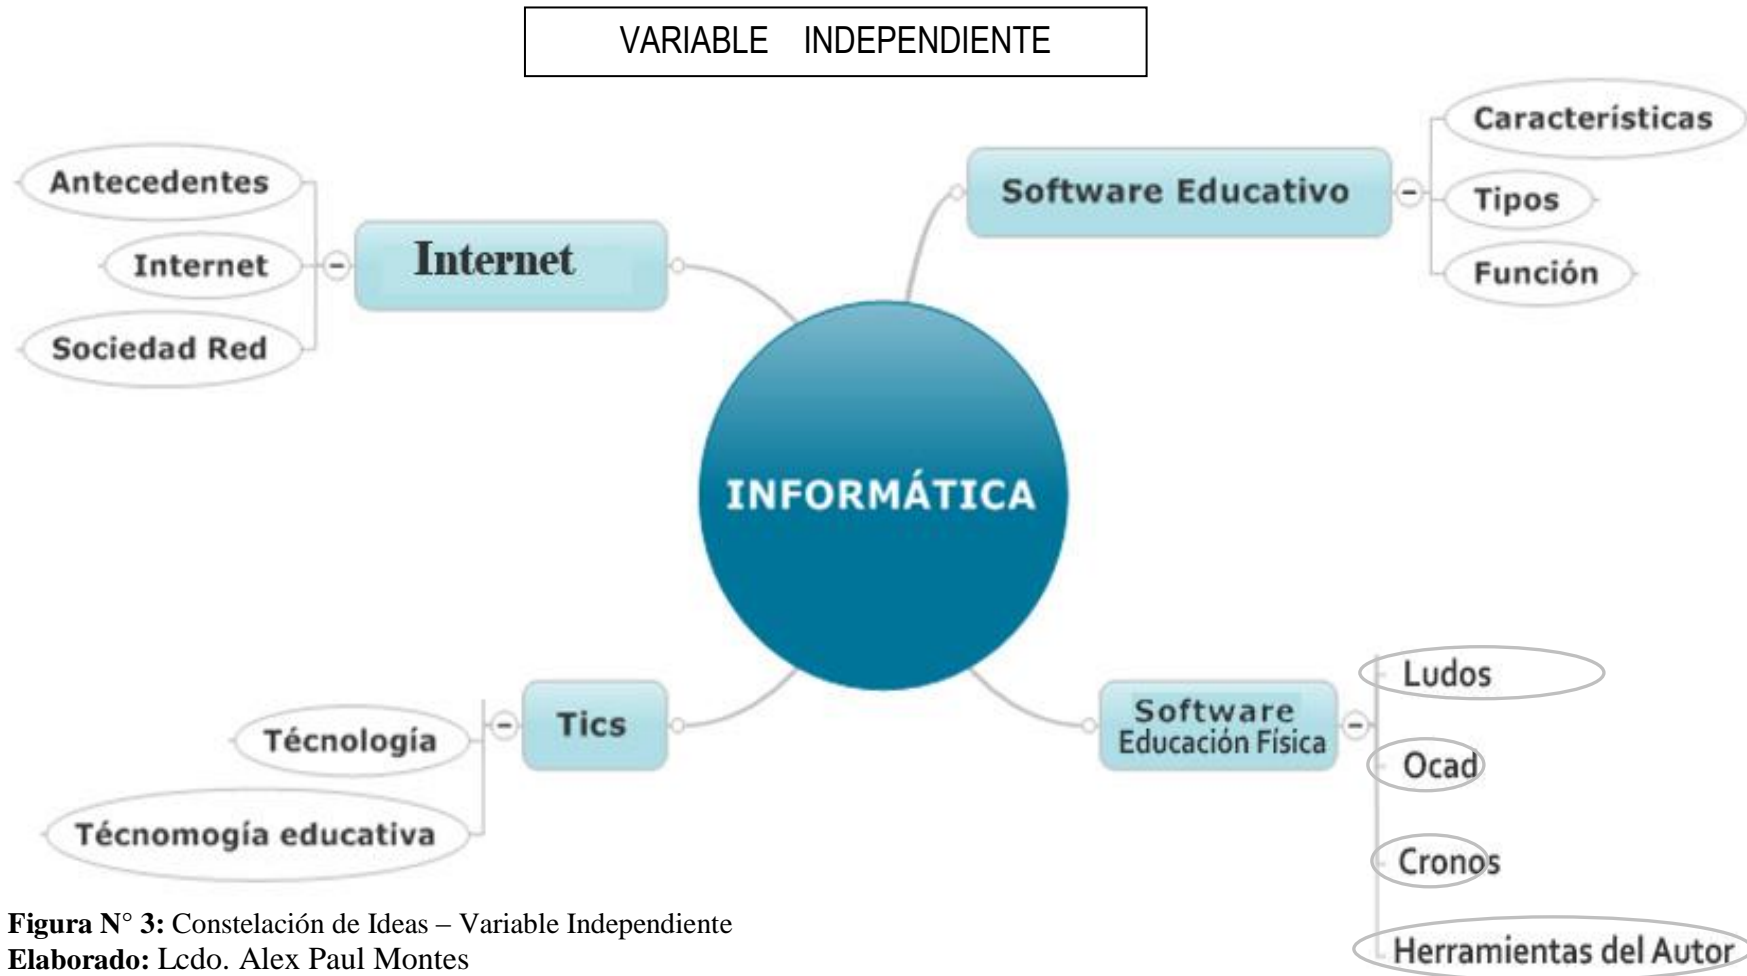 VARIABLE INDEPENDIENTE
Antecedentes
Internet
Sociedad Red
Internet
Software Educativo
Características
Tipos
Función
INFORMÁTICA
Técnología
Técnomogía educativa
Tics
Software
Educación Física
Ludos
Ocad
Cronos
Herramientas del Autor
Figura N° 3: Constelación de Ideas – Variable Independiente
Elaborado: Lcdo. Alex Paul Montes